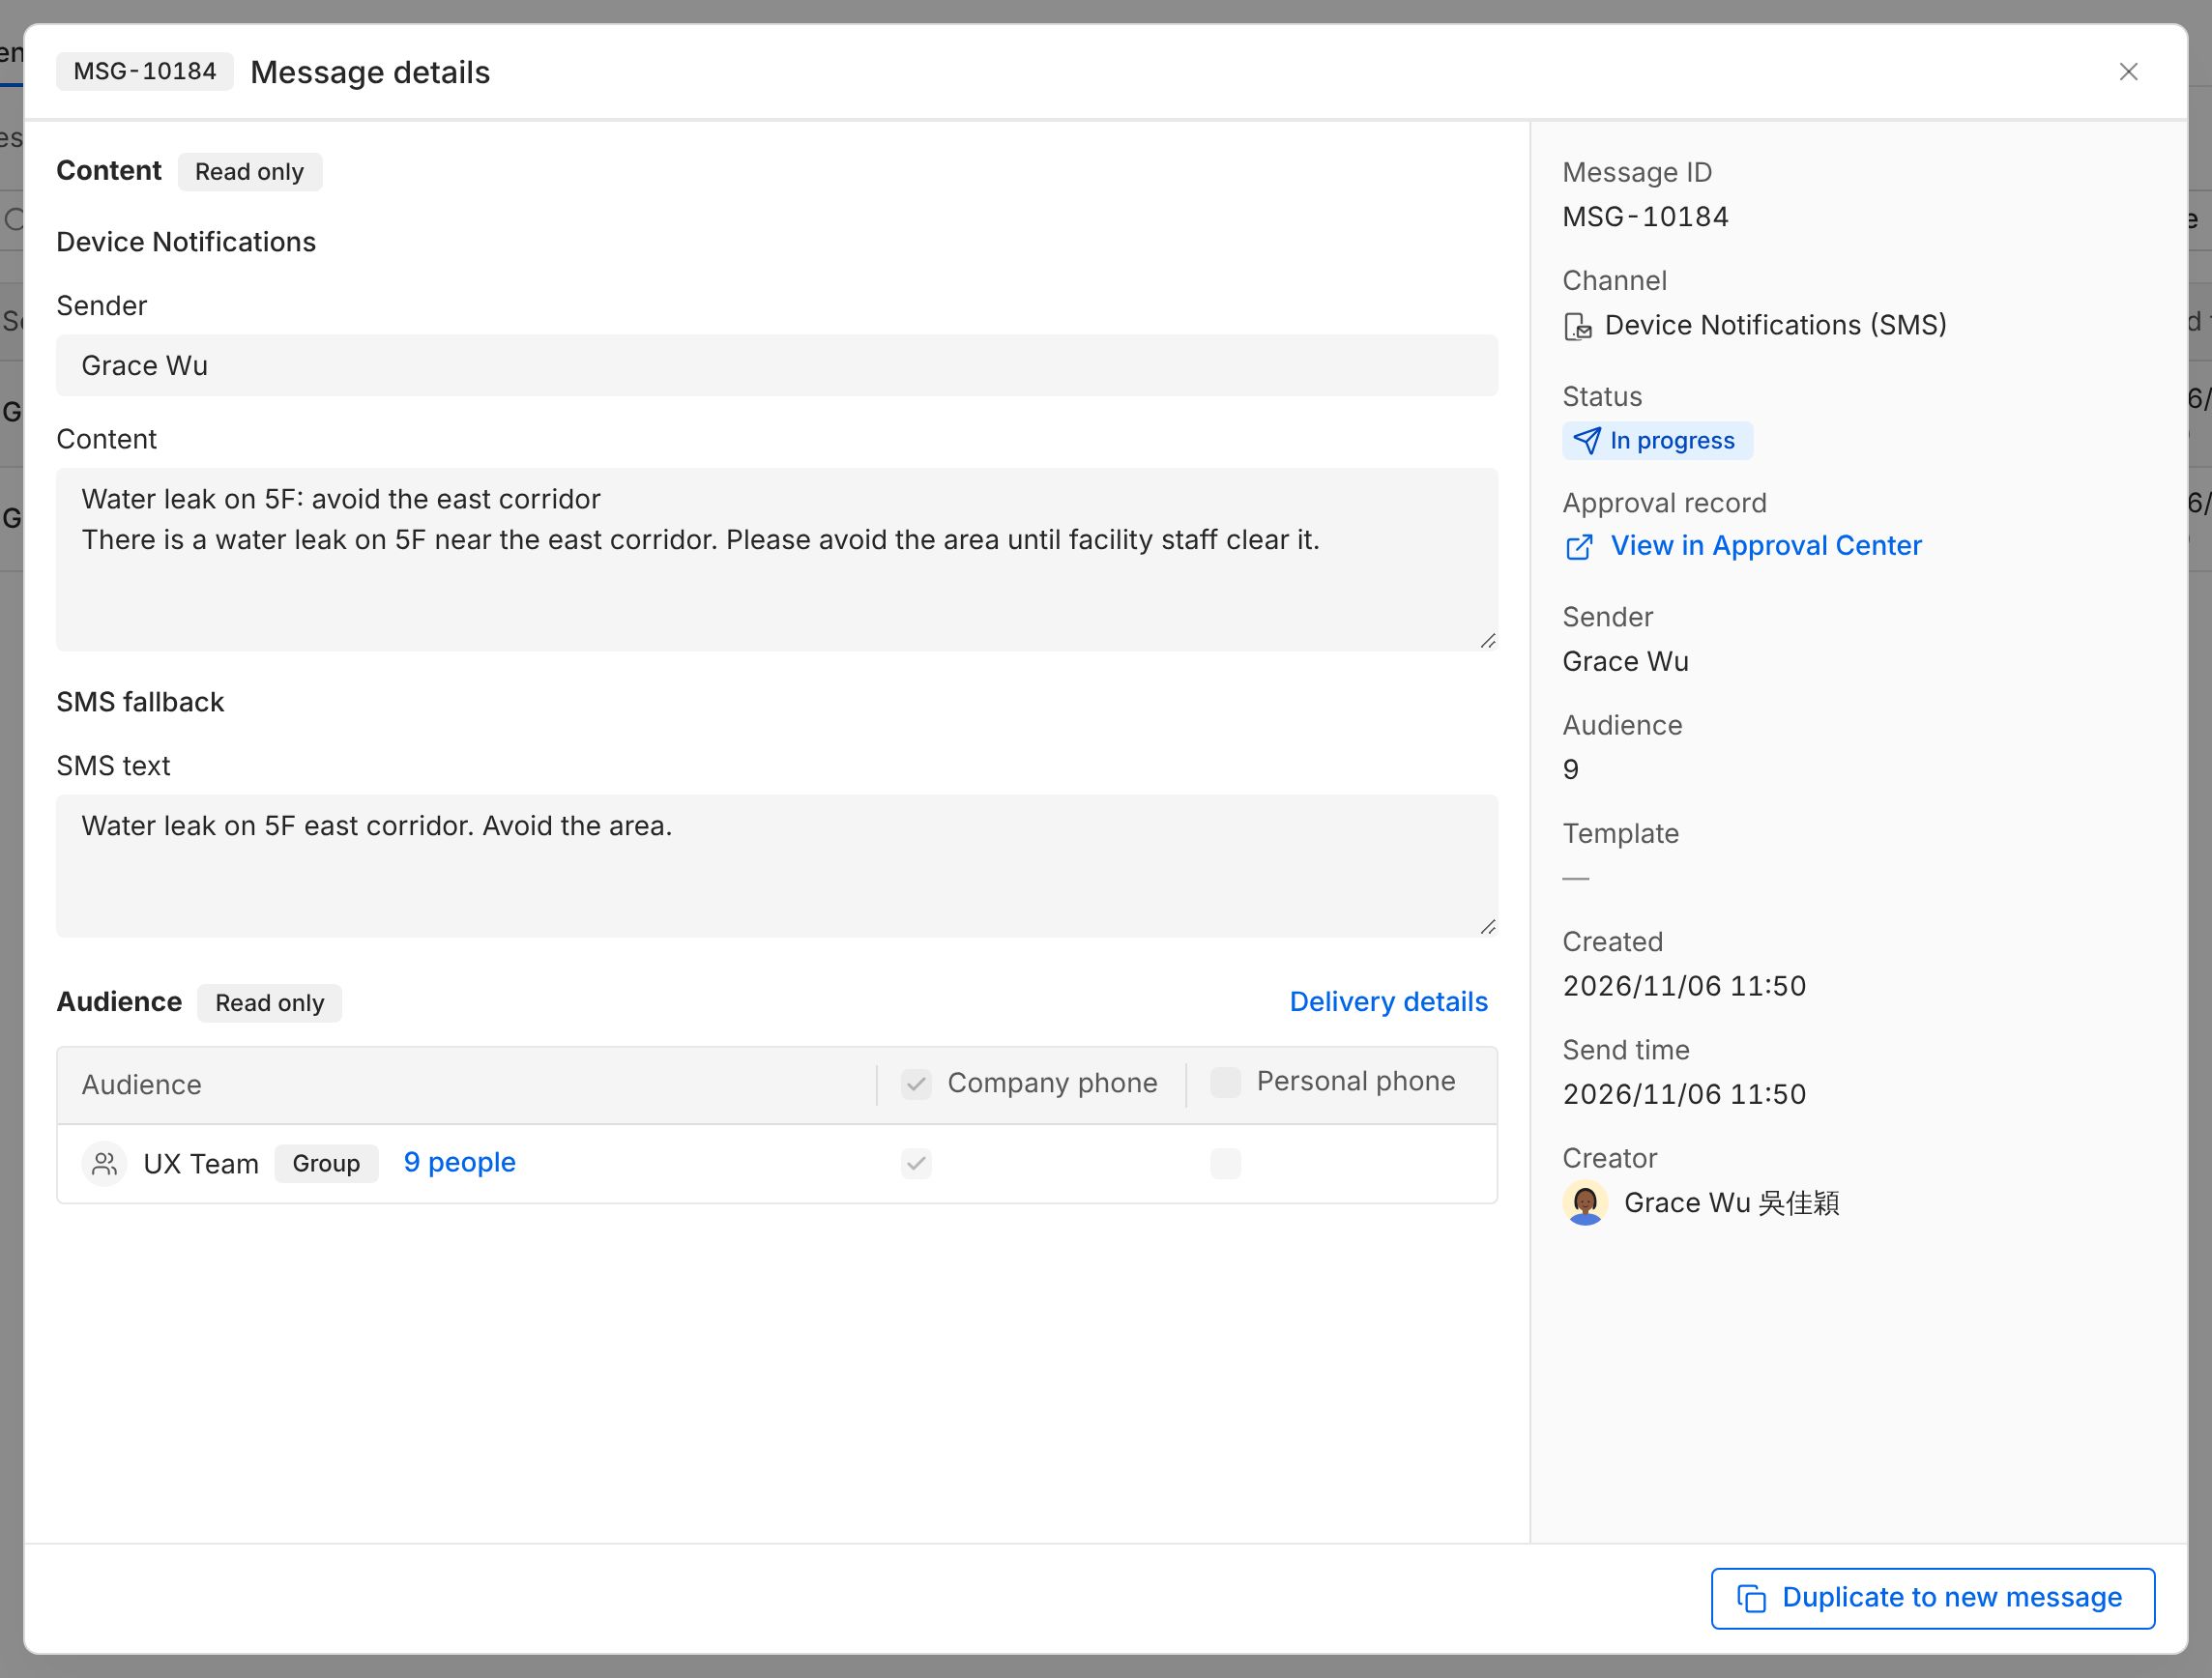 MSG-10184 Message details
Content Read only
Device Notifications
Sender
Grace Wu
Content
Water leak on 5F: avoid the east corridor
There is a water leak on 5F near the east corridor. Please avoid the area until facility staff clear it.
SMS fallback
SMS text
Water leak on 5F east corridor. Avoid the area.
Audience Read only Delivery details
Audience Company phone Personal phone
UX Team Group 9 people
Message ID
MSG-10184
Channel
Device Notifications (SMS)
Status
In progress
Approval record
View in Approval Center
Sender
Grace Wu
Audience
9
Template
—
Created
2026/11/06 11:50
Send time
2026/11/06 11:50
Creator
Grace Wu 吳佳穎
Duplicate to new message